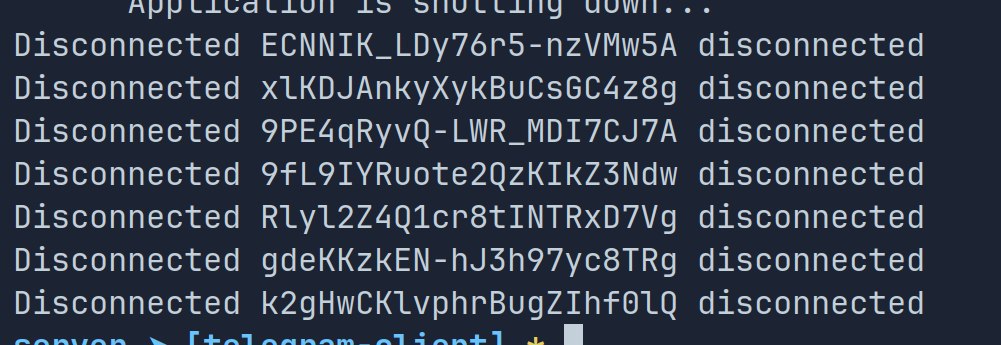 Application is shutting down...
Disconnected ECNNIK_LDy76r5-nzVMw5A disconnected
Disconnected xlKDJAnkyXykBuCsGC4z8g disconnected
Disconnected 9PE4qRyvQ-LWR_MDI7CJ7A disconnected
Disconnected 9fL9IYRuote2QzKIkZ3Ndw disconnected
Disconnected Rlyl2Z4Q1cr8tINTRxD7Vg disconnected
Disconnected gdeKKzkEN-hJ3h97yc8TRg disconnected
Disconnected k2gHwCKlvphrBugZIhf0lQ disconnected
server > [telegram-client] *